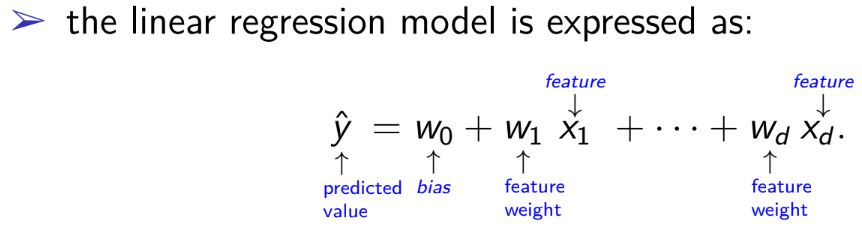 ➢ the linear regression model is expressed as:
feature feature
ŷ = w₀ + w₁ x₁ + · · · + w_d x_d.
predicted bias feature feature
value weight weight